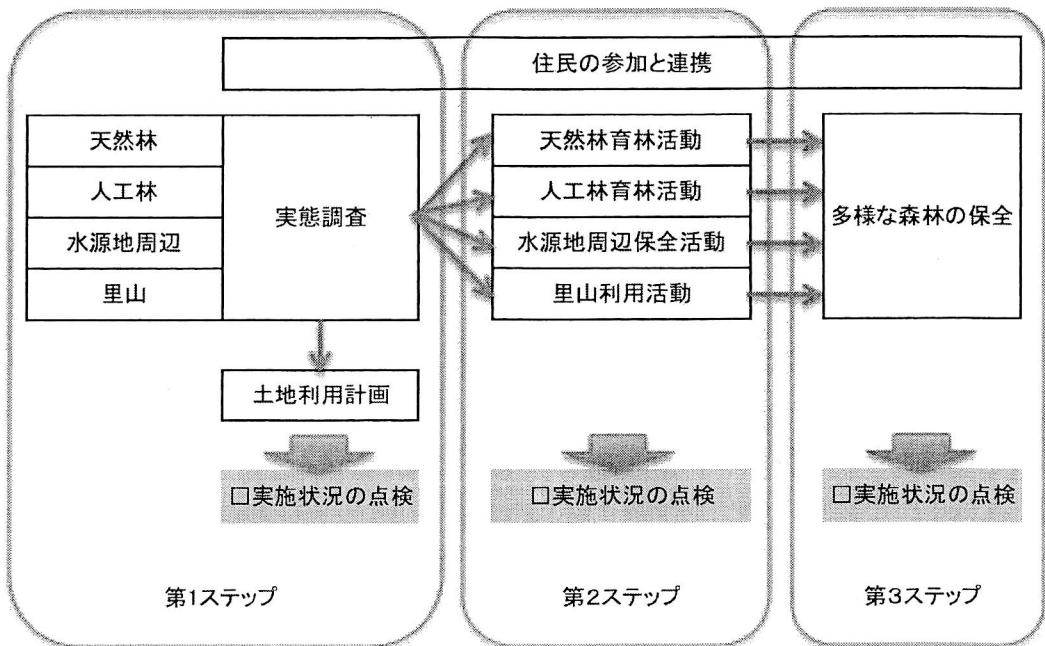 住民の参加と連携
天然林
人工林
水源地周辺
里山
実態調査
天然林育林活動
人工林育林活動
水源地周辺保全活動
里山利用活動
多様な森林の保全
土地利用計画
□実施状況の点検
□実施状況の点検
□実施状況の点検
第1ステップ
第2ステップ
第3ステップ